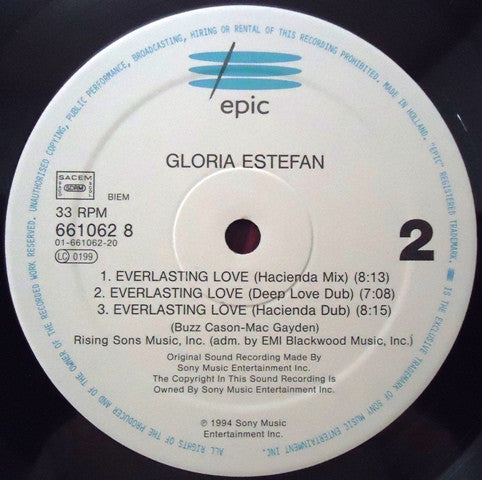 UNAUTHORISED COPYING, PUBLIC PERFORMANCE, BROADCASTING, HIRING OR RENTAL OF THIS RECORDING PROHIBITED. MADE IN HOLLAND. "EPIC" REGISTERED TRADEMARK.
IS THE EXCLUSIVE TRADEMARK OF SONY MUSIC ENTERTAINMENT INC.
ALL RIGHTS OF THE PRODUCER AND OF THE OWNER OF THE RECORDED WORK RESERVED.
epic
GLORIA ESTEFAN
SACEM
SDRM
BIEM
33 RPM
661062 8
01-661062-20
LC 0199
2
1. EVERLASTING LOVE (Hacienda Mix) (8:13)
2. EVERLASTING LOVE (Deep Love Dub) (7:08)
3. EVERLASTING LOVE (Hacienda Dub) (8:15)
(Buzz Cason-Mac Gayden)
Rising Sons Music, Inc. (adm. by EMI Blackwood Music, Inc.)
Original Sound Recording Made By
Sony Music Entertainment Inc.
The Copyright In This Sound Recording Is
Owned By Sony Music Entertainment Inc.
℗ 1994 Sony Music
Entertainment Inc.